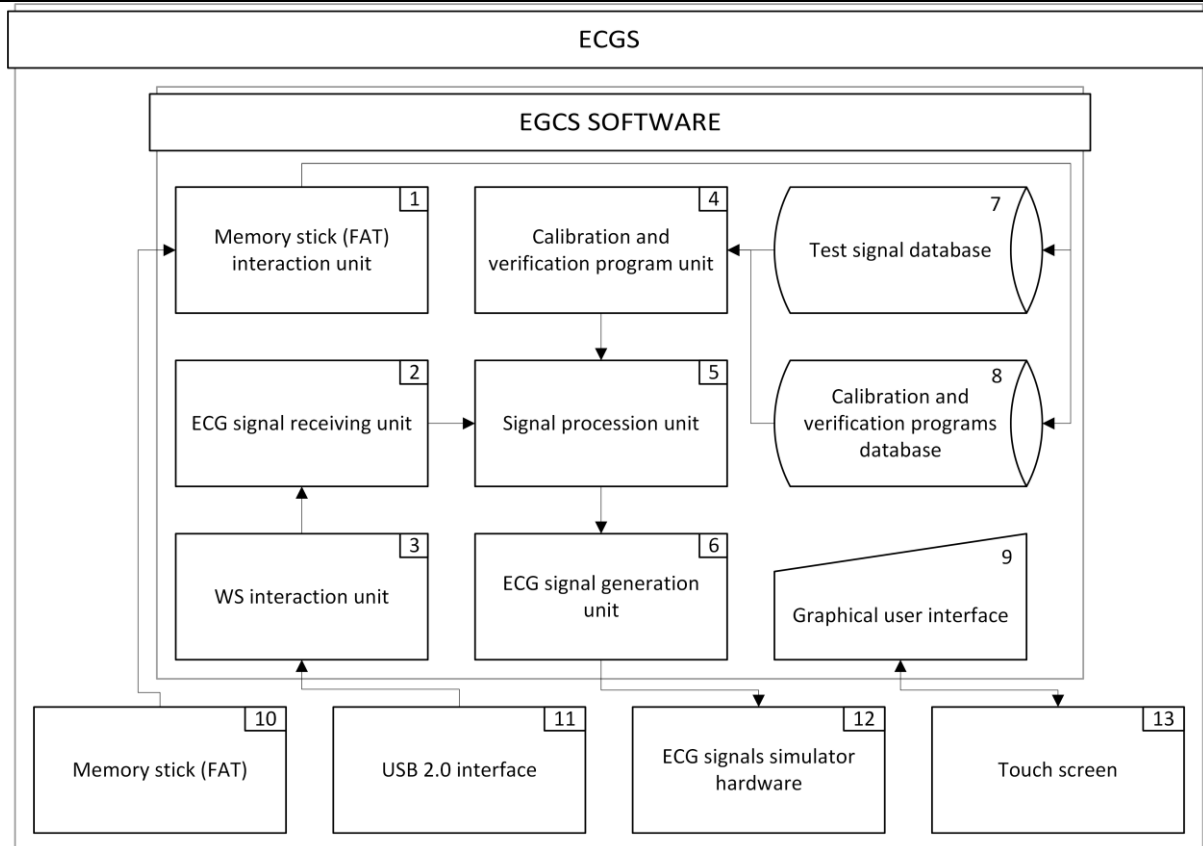 ECGS
EGCS SOFTWARE
1
Memory stick (FAT)
interaction unit
4
Calibration and
verification program unit
7
Test signal database
2
ECG signal receiving unit
5
Signal procession unit
8
Calibration and
verification programs
database
3
WS interaction unit
6
ECG signal generation
unit
9
Graphical user interface
10
Memory stick (FAT)
11
USB 2.0 interface
12
ECG signals simulator
hardware
13
Touch screen